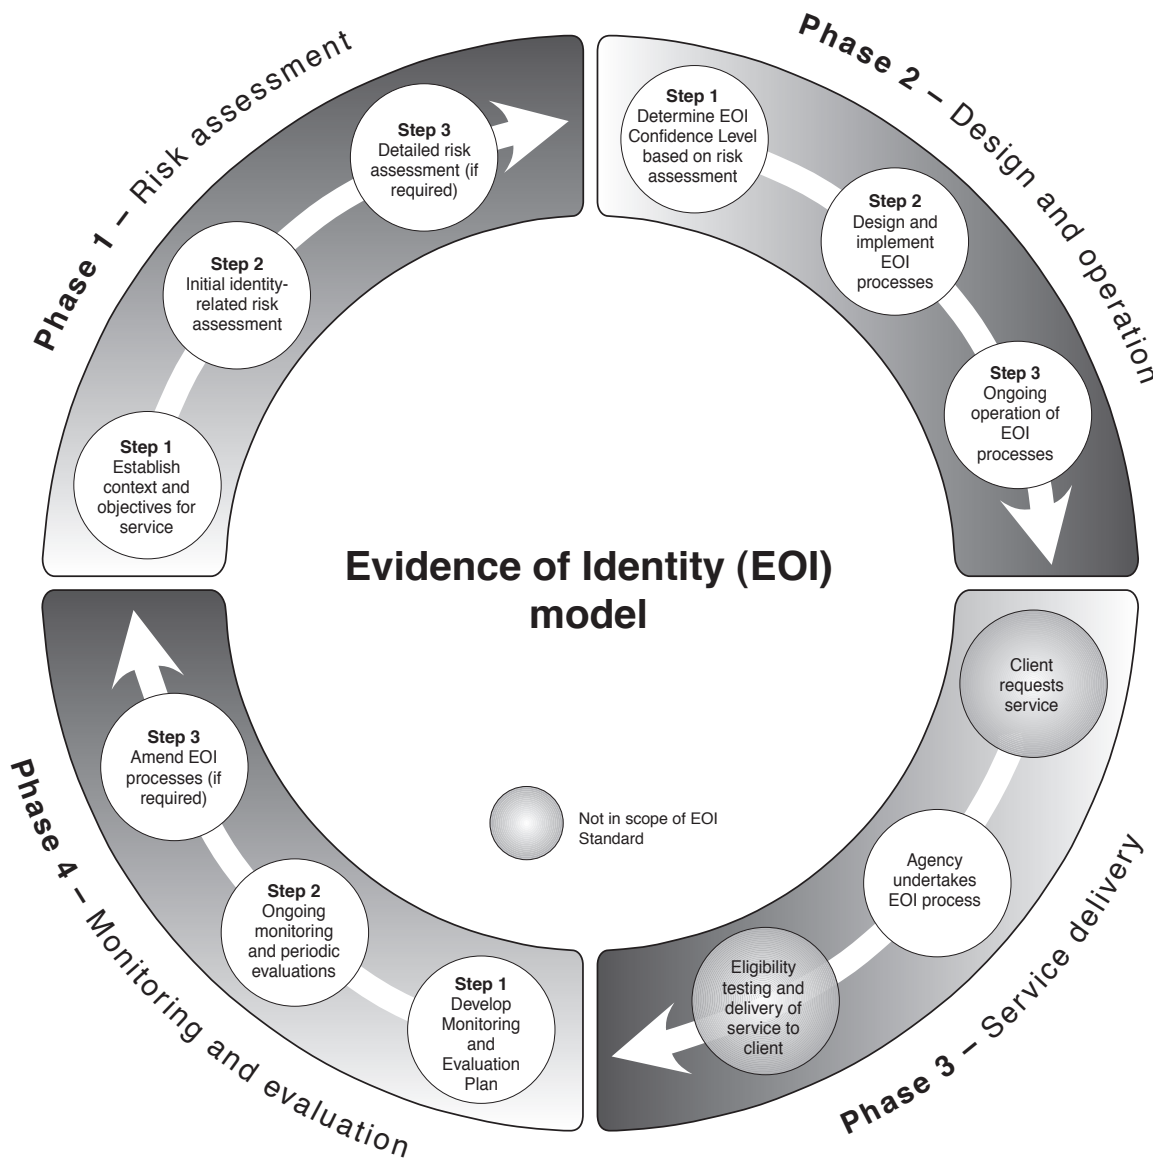 Phase 1 – Risk assessment
Step 1
Establish
context and
objectives for
service
Step 2
Initial identity-
related risk
assessment
Step 3
Detailed risk
assessment (if
required)
Phase 2 – Design and operation
Step 1
Determine EOI
Confidence Level
based on risk
assessment
Step 2
Design and
implement
EOI
processes
Step 3
Ongoing
operation of
EOI
processes
Evidence of Identity (EOI)
model
Phase 3 – Service delivery
Client
requests
service
Agency
undertakes
EOI process
Eligibility
testing and
delivery of
service to
client
Phase 4 – Monitoring and evaluation
Step 1
Develop
Monitoring
and
Evaluation
Plan
Step 2
Ongoing
monitoring
and periodic
evaluations
Step 3
Amend EOI
processes (if
required)
Not in scope of EOI
Standard